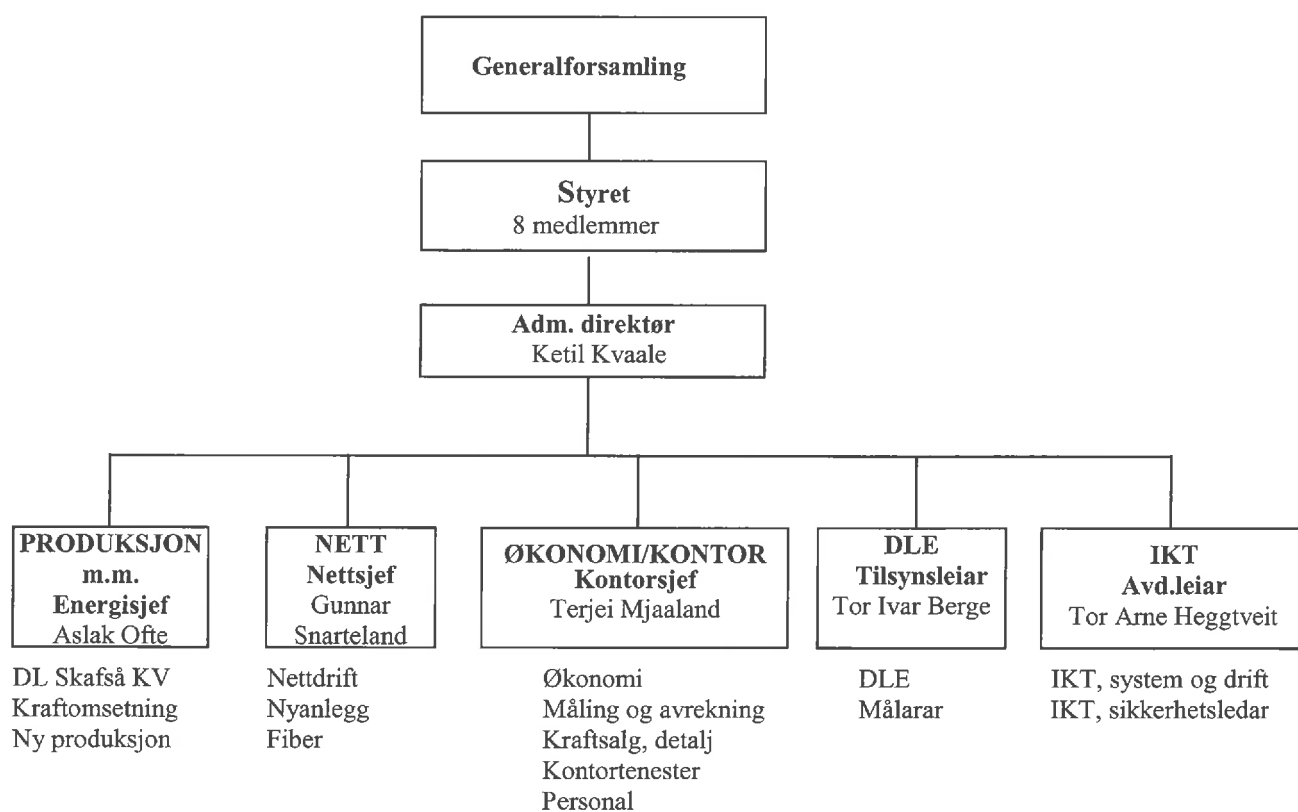 Generalforsamling
Styret
8 medlemmer
Adm. direktør
Ketil Kvaale
PRODUKSJON
m.m.
Energisjef
Aslak Ofte
DL Skafså KV
Kraftomsetning
Ny produksjon
NETT
Nettsjef
Gunnar
Snarteland
Nettdrift
Nyanlegg
Fiber
ØKONOMI/KONTOR
Kontorsjef
Terjei Mjaaland
Økonomi
Måling og avrekning
Kraftsalg, detalj
Kontortenester
Personal
DLE
Tilsynsleiar
Tor Ivar Berge
DLE
Målarar
IKT
Avd.leiar
Tor Arne Heggtveit
IKT, system og drift
IKT, sikkerhetsledar